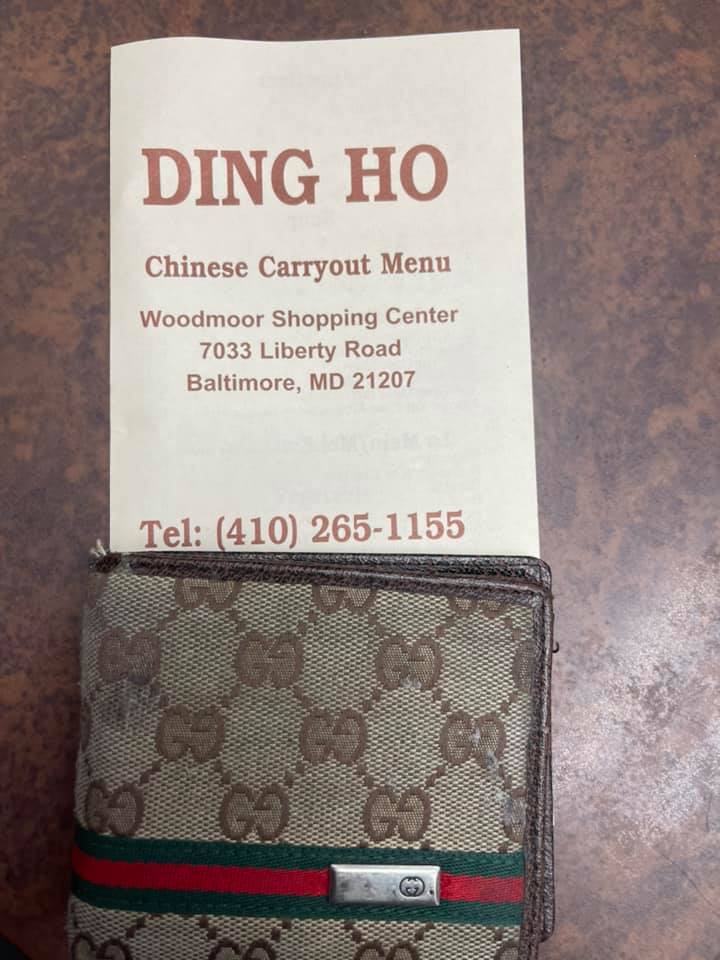 DING HO
Chinese Carryout Menu
Woodmoor Shopping Center
7033 Liberty Road
Baltimore, MD 21207
Tel: (410) 265-1155